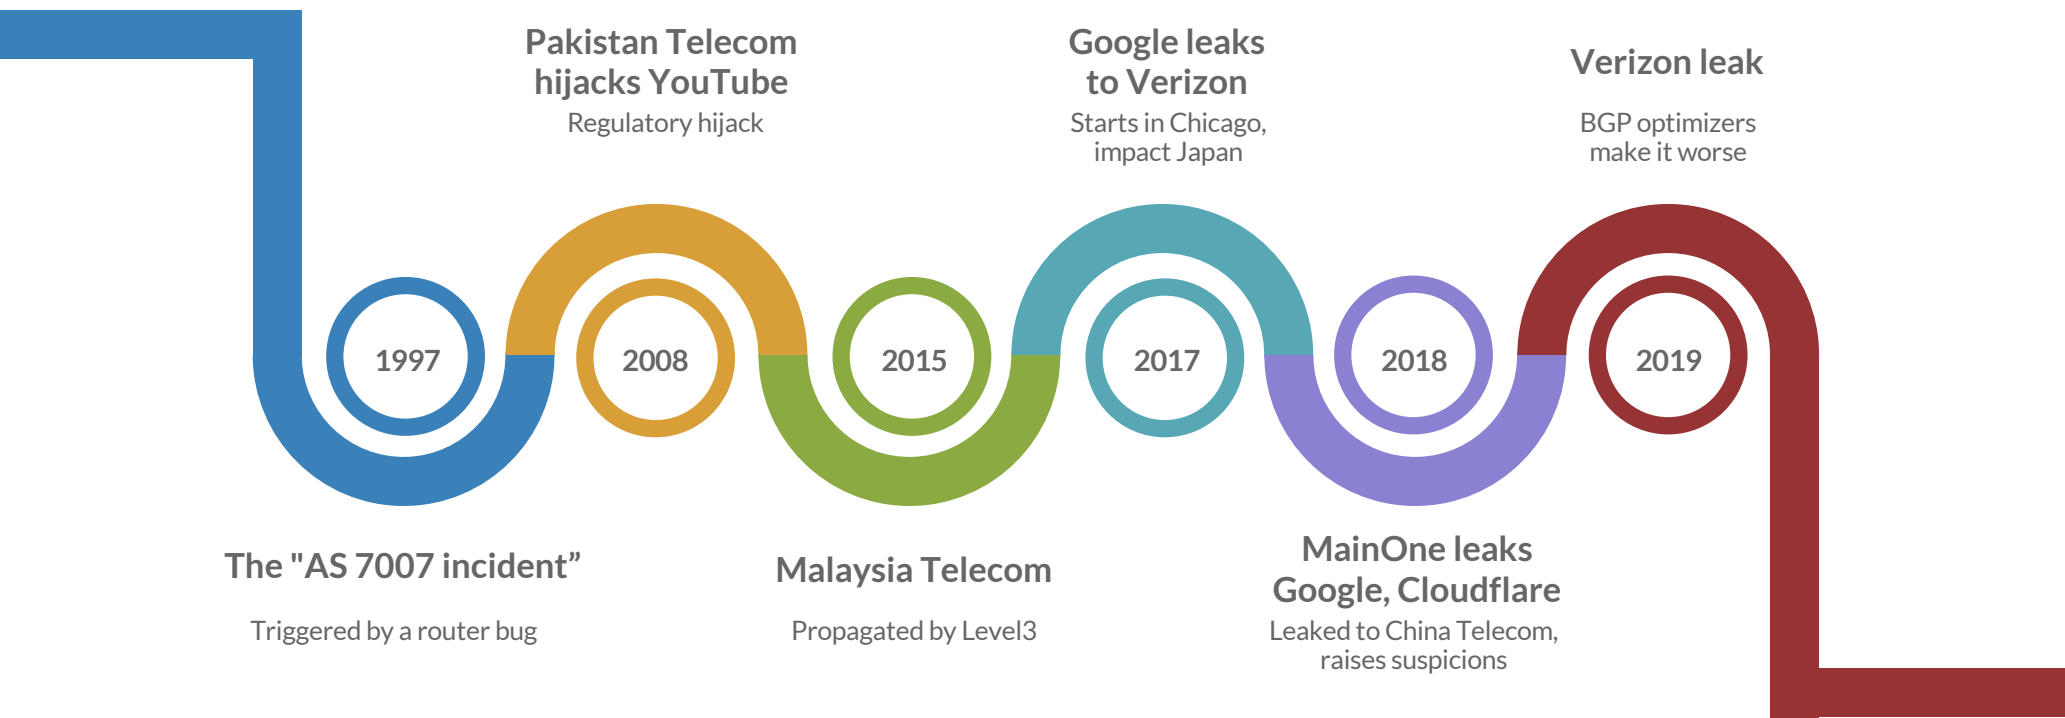 Pakistan Telecom
hijacks YouTube
Regulatory hijack
Google leaks
to Verizon
Starts in Chicago,
impact Japan
Verizon leak
BGP optimizers
make it worse
1997
2008
2015
2017
2018
2019
The "AS 7007 incident”
Triggered by a router bug
Malaysia Telecom
Propagated by Level3
MainOne leaks
Google, Cloudflare
Leaked to China Telecom,
raises suspicions